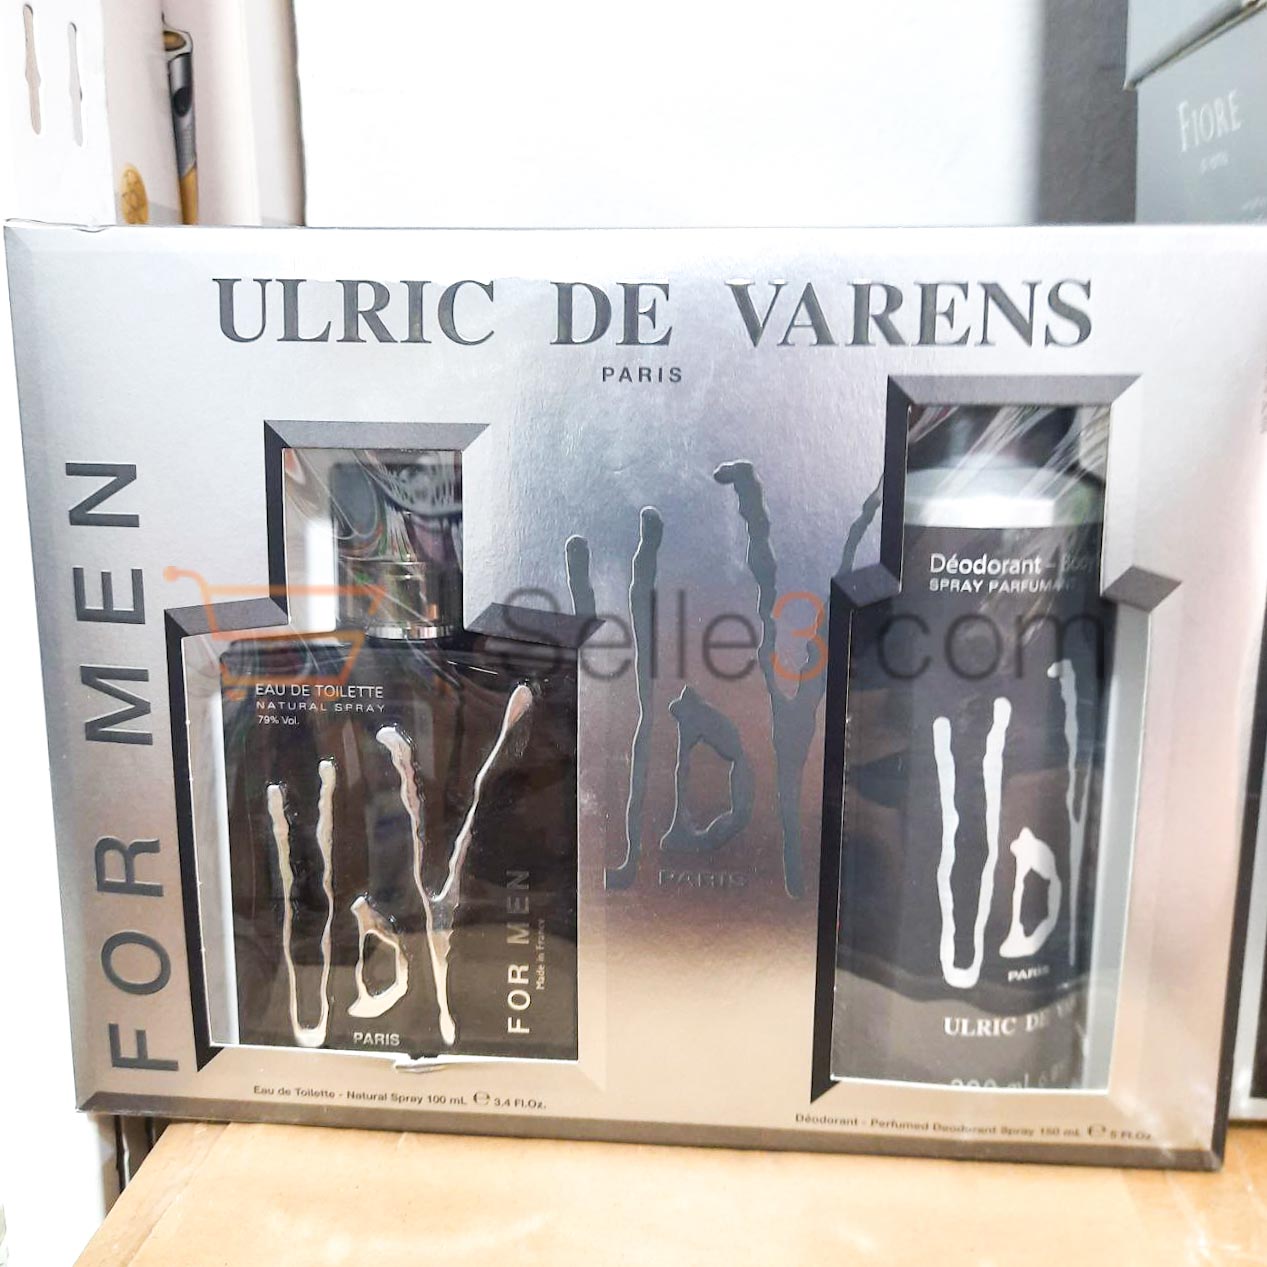 FIORE
ULRIC DE VARENS
PARIS
FOR MEN
EAU DE TOILETTE
NATURAL SPRAY
79% Vol.
UDV
PARIS
FOR MEN
Made in France
UDV
PARIS
Déodorant - Body
SPRAY PARFUMANT
UDV
PARIS
ULRIC DE
Selle3.com
Eau de Toilette - Natural Spray 100 mL ℮ 3.4 Fl.Oz.
Déodorant - Perfumed Deodorant Spray 150 mL ℮ 5 Fl.Oz.